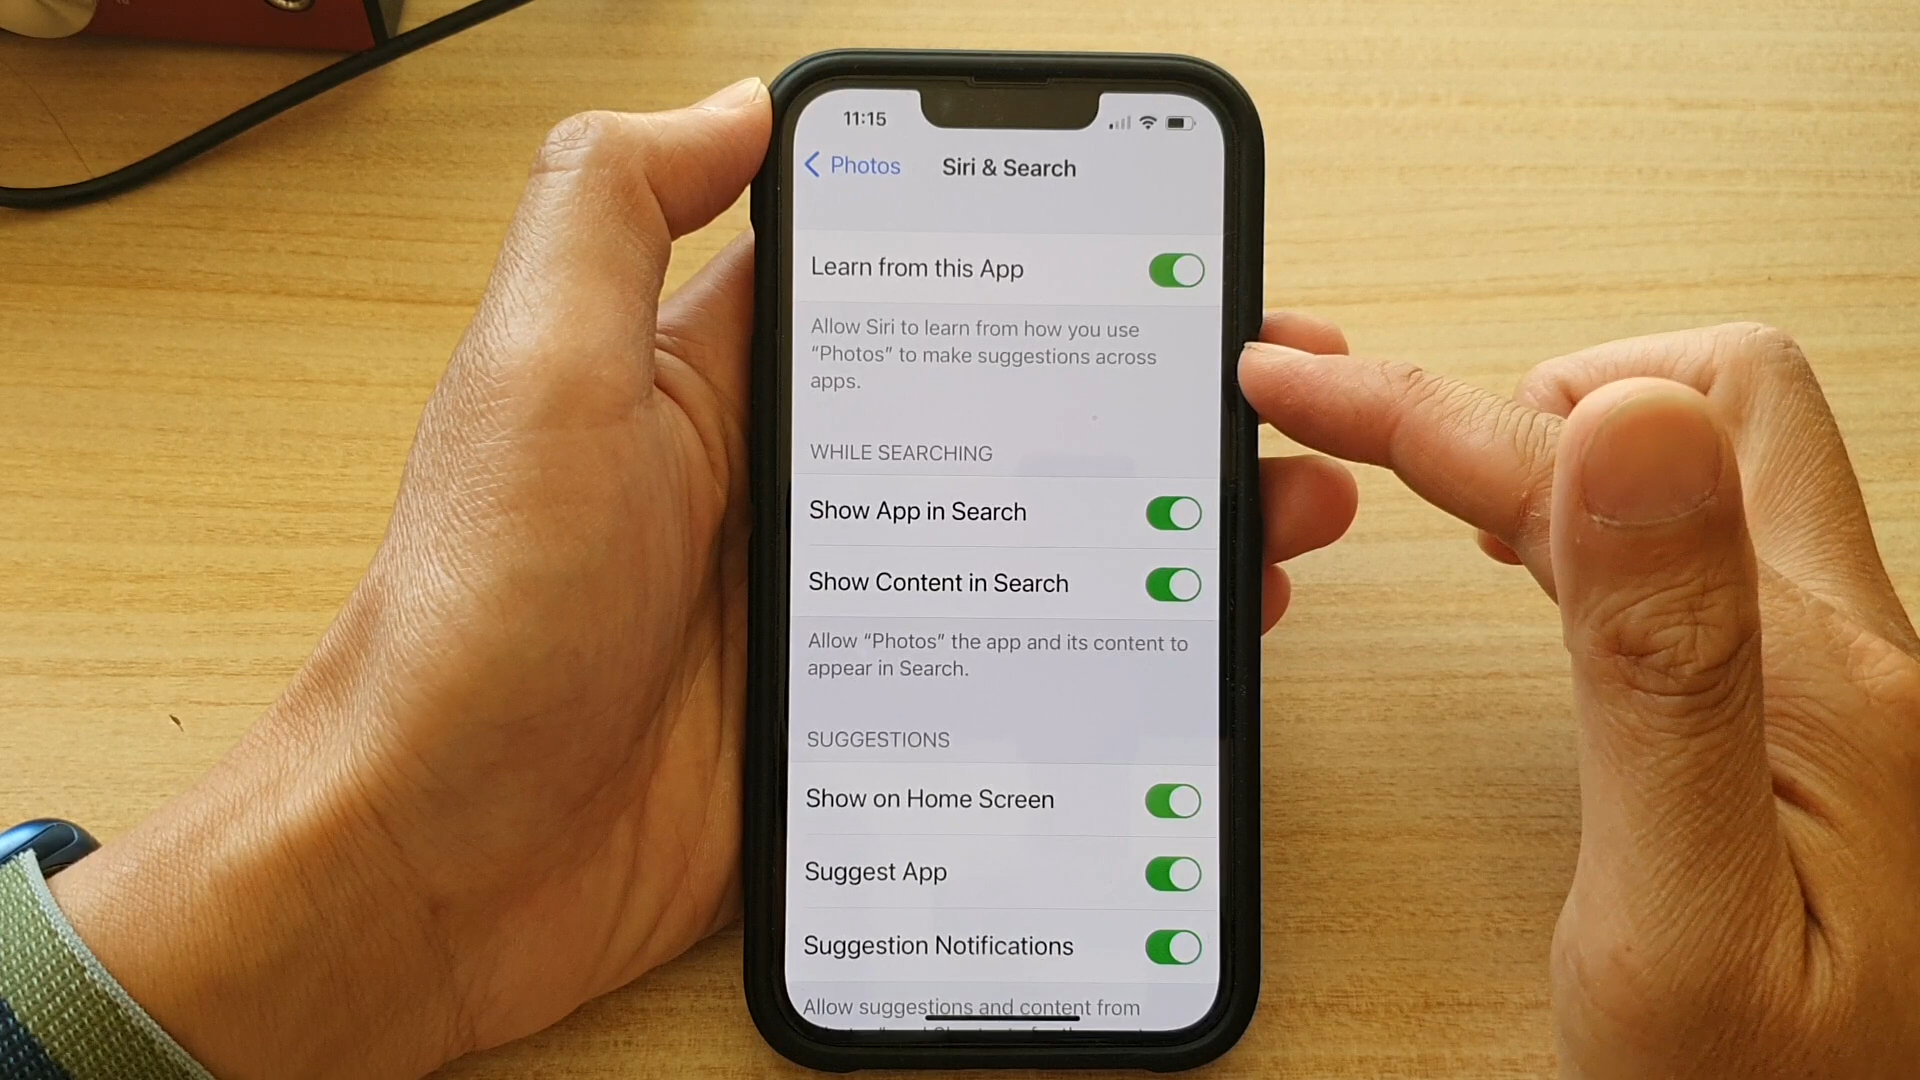 11:15
Photos
Siri & Search
Learn from this App
Allow Siri to learn from how you use
“Photos” to make suggestions across
apps.
WHILE SEARCHING
Show App in Search
Show Content in Search
Allow “Photos” the app and its content to
appear in Search.
SUGGESTIONS
Show on Home Screen
Suggest App
Suggestion Notifications
Allow suggestions and content from